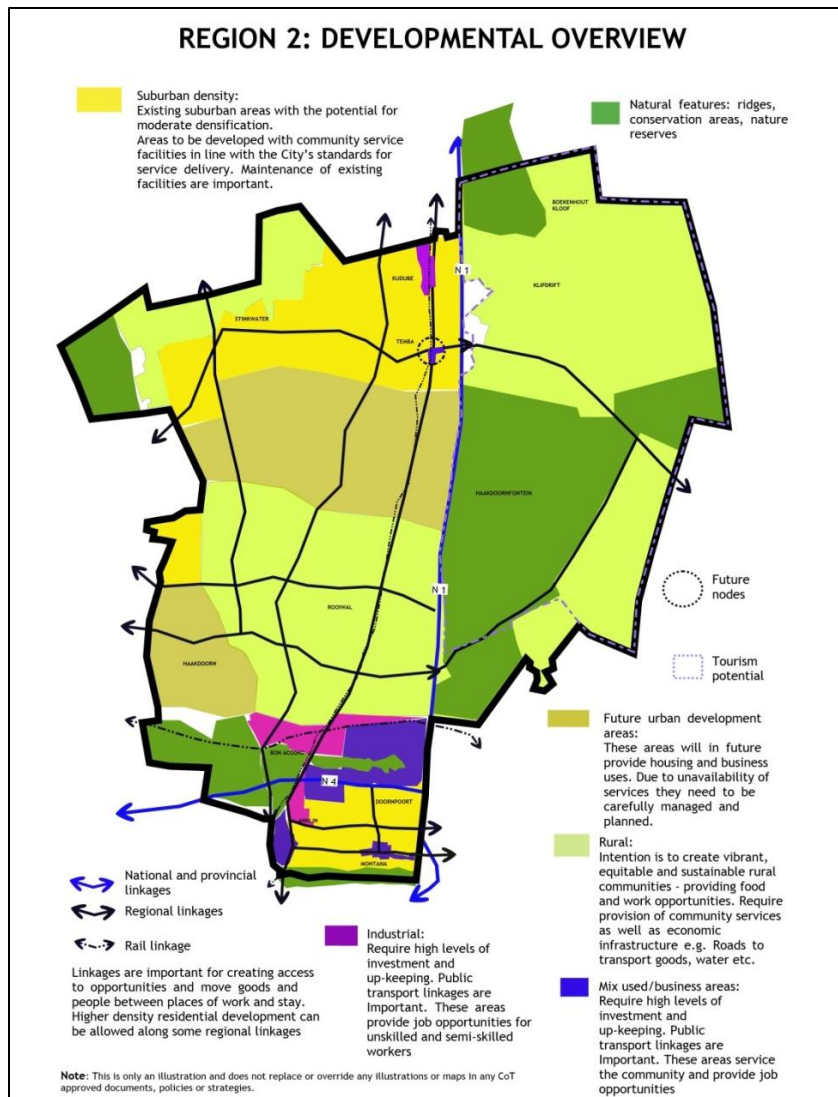 REGION 2: DEVELOPMENTAL OVERVIEW
Suburban density:
Existing suburban areas with the potential for
moderate densification.
Areas to be developed with community service
facilities in line with the City's standards for
service delivery. Maintenance of existing
facilities are important.
Natural features: ridges,
conservation areas, nature
reserves
BOEKENHOUT
KLOOF
N 1
KUDUBE
KLIPDRIFT
STINKWATER
TEMBA
HAAKDOORNFONTEIN
N 1
ROOIWAL
HAAKDOORN
BON ACCORD
N 4
DOORNPOORT
MONTANA
Future
nodes
Tourism
potential
Future urban development
areas:
These areas will in future
provide housing and business
uses. Due to unavailability of
services they need to be
carefully managed and
planned.
Rural:
Intention is to create vibrant,
equitable and sustainable rural
communities - providing food
and work opportunities. Require
provision of community services
as well as economic
infrastructure e.g. Roads to
transport goods, water etc.
Mix used/business areas:
Require high levels of
investment and
up-keeping. Public
transport linkages are
Important. These areas service
the community and provide job
opportunities
National and provincial
linkages
Regional linkages
Rail linkage
Linkages are important for creating access
to opportunities and move goods and
people between places of work and stay.
Higher density residential development can
be allowed along some regional linkages
Industrial:
Require high levels of
investment and
up-keeping. Public
transport linkages are
Important. These areas
provide job opportunities for
unskilled and semi-skilled
workers
Note: This is only an illustration and does not replace or override any illustrations or maps in any CoT
approved documents, policies or strategies.